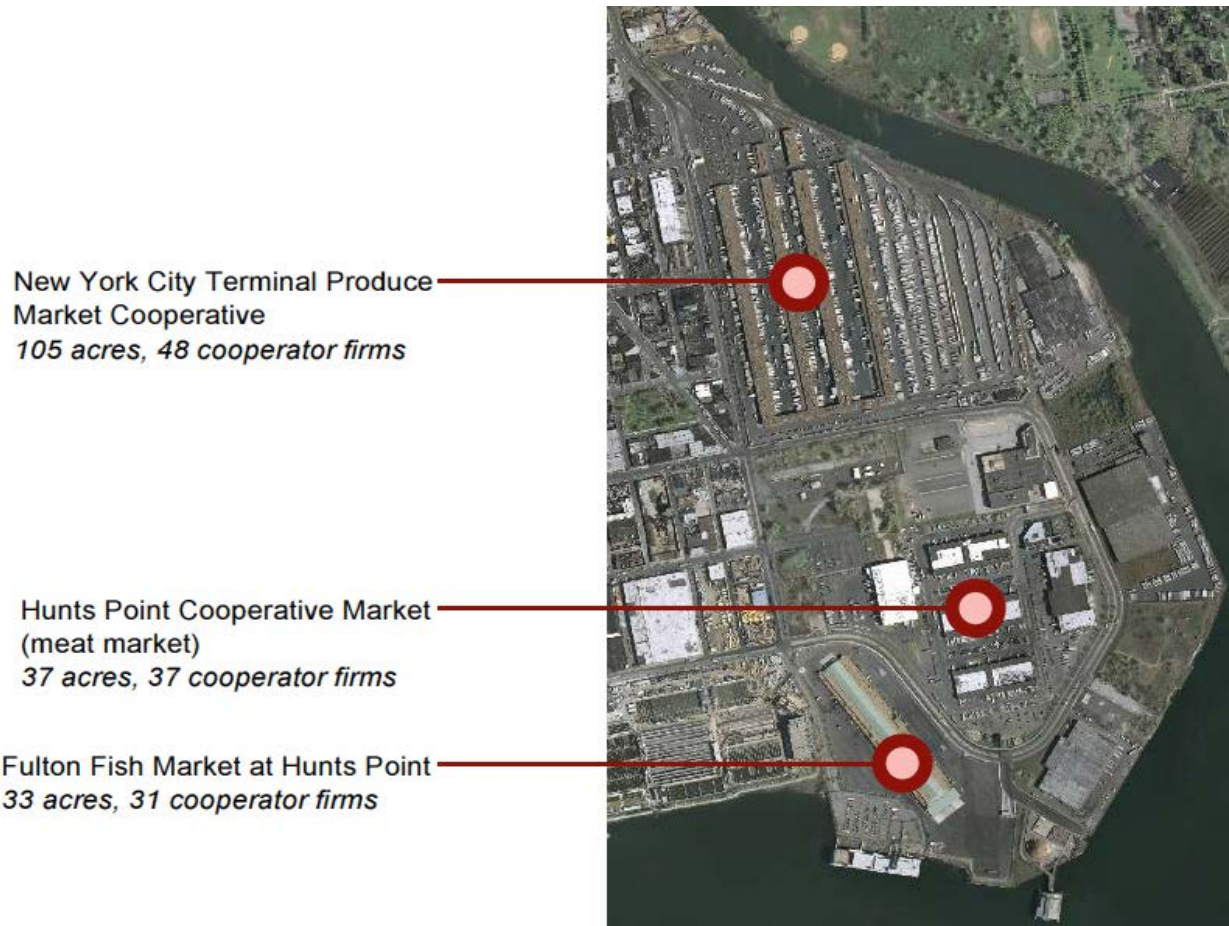 New York City Terminal Produce
Market Cooperative
105 acres, 48 cooperator firms
Hunts Point Cooperative Market
(meat market)
37 acres, 37 cooperator firms
Fulton Fish Market at Hunts Point
33 acres, 31 cooperator firms